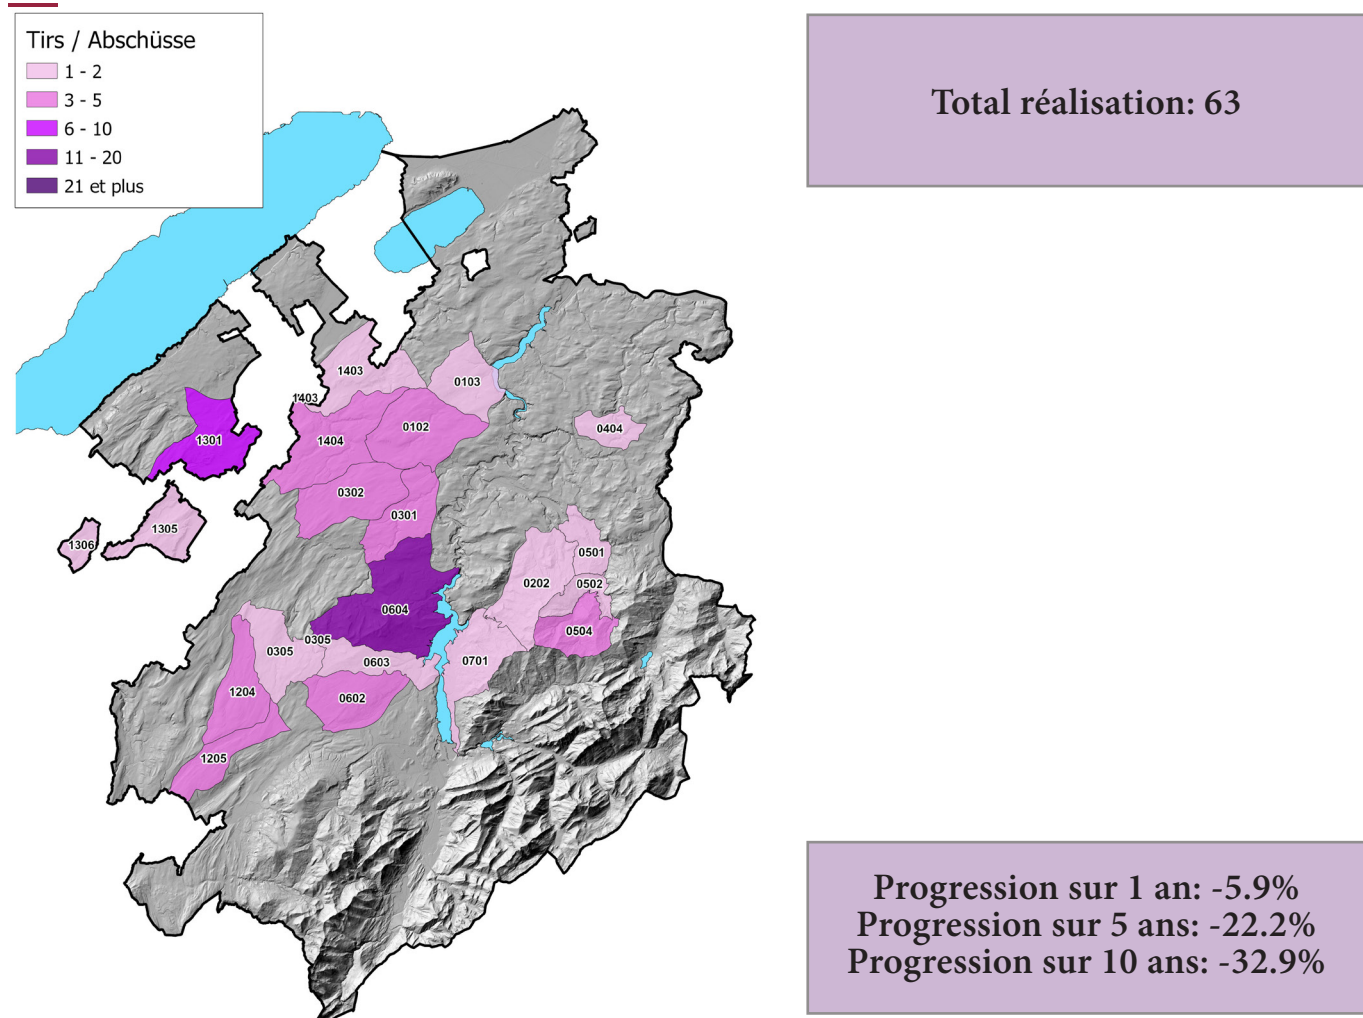 Tirs / Abschüsse
1 - 2
3 - 5
6 - 10
11 - 20
21 et plus
Total réalisation: 63
1403
0103
1403
0102
0404
1301
1404
0302
0301
1305
1306
0501
0202
0502
0604
0504
0305
0305
0603
0701
1204
0602
1205
Progression sur 1 an: -5.9%
Progression sur 5 ans: -22.2%
Progression sur 10 ans: -32.9%